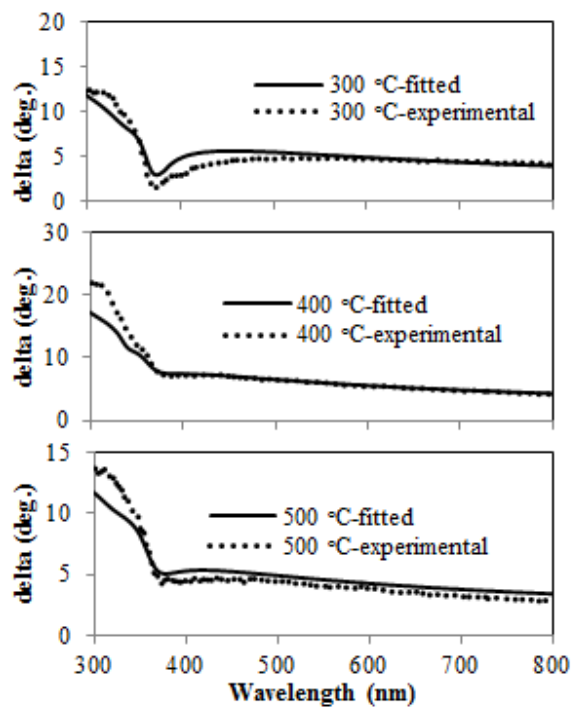 20
15
10
5
0
delta (deg.)
300 °C-fitted
300 °C-experimental
30
20
10
0
delta (deg.)
400 °C-fitted
400 °C-experimental
15
10
5
0
delta (deg.)
500 °C-fitted
500 °C-experimental
300 400 500 600 700 800
Wavelength (nm)